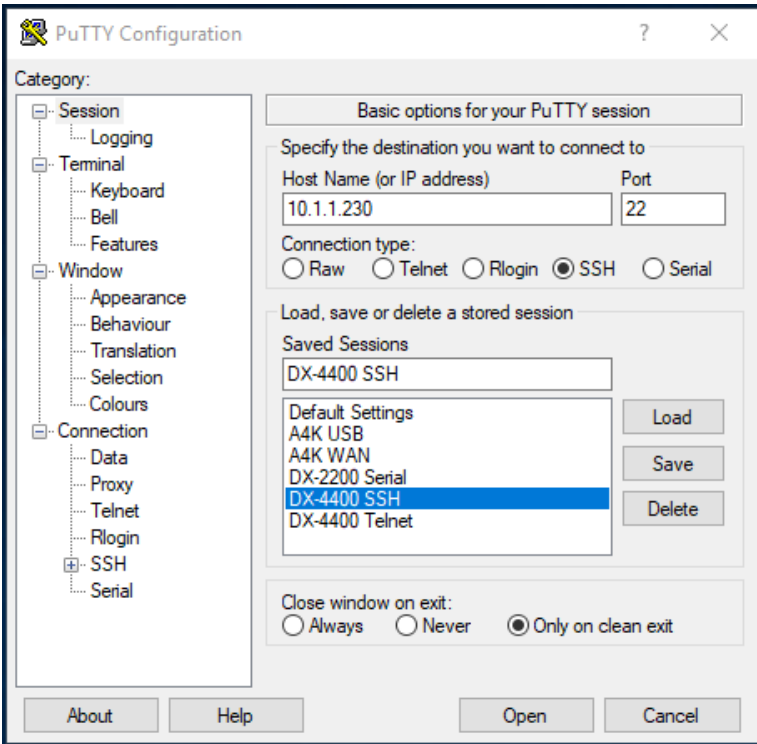 PuTTY Configuration
?
Category:
Session
Logging
Terminal
Keyboard
Bell
Features
Window
Appearance
Behaviour
Translation
Selection
Colours
Connection
Data
Proxy
Telnet
Rlogin
SSH
Serial
Basic options for your PuTTY session
Specify the destination you want to connect to
Host Name (or IP address) Port
10.1.1.230 22
Connection type:
Raw Telnet Rlogin SSH Serial
Load, save or delete a stored session
Saved Sessions
DX-4400 SSH
Default Settings
A4K USB
A4K WAN
DX-2200 Serial
DX-4400 SSH
DX-4400 Telnet
Load
Save
Delete
Close window on exit:
Always Never Only on clean exit
About Help Open Cancel